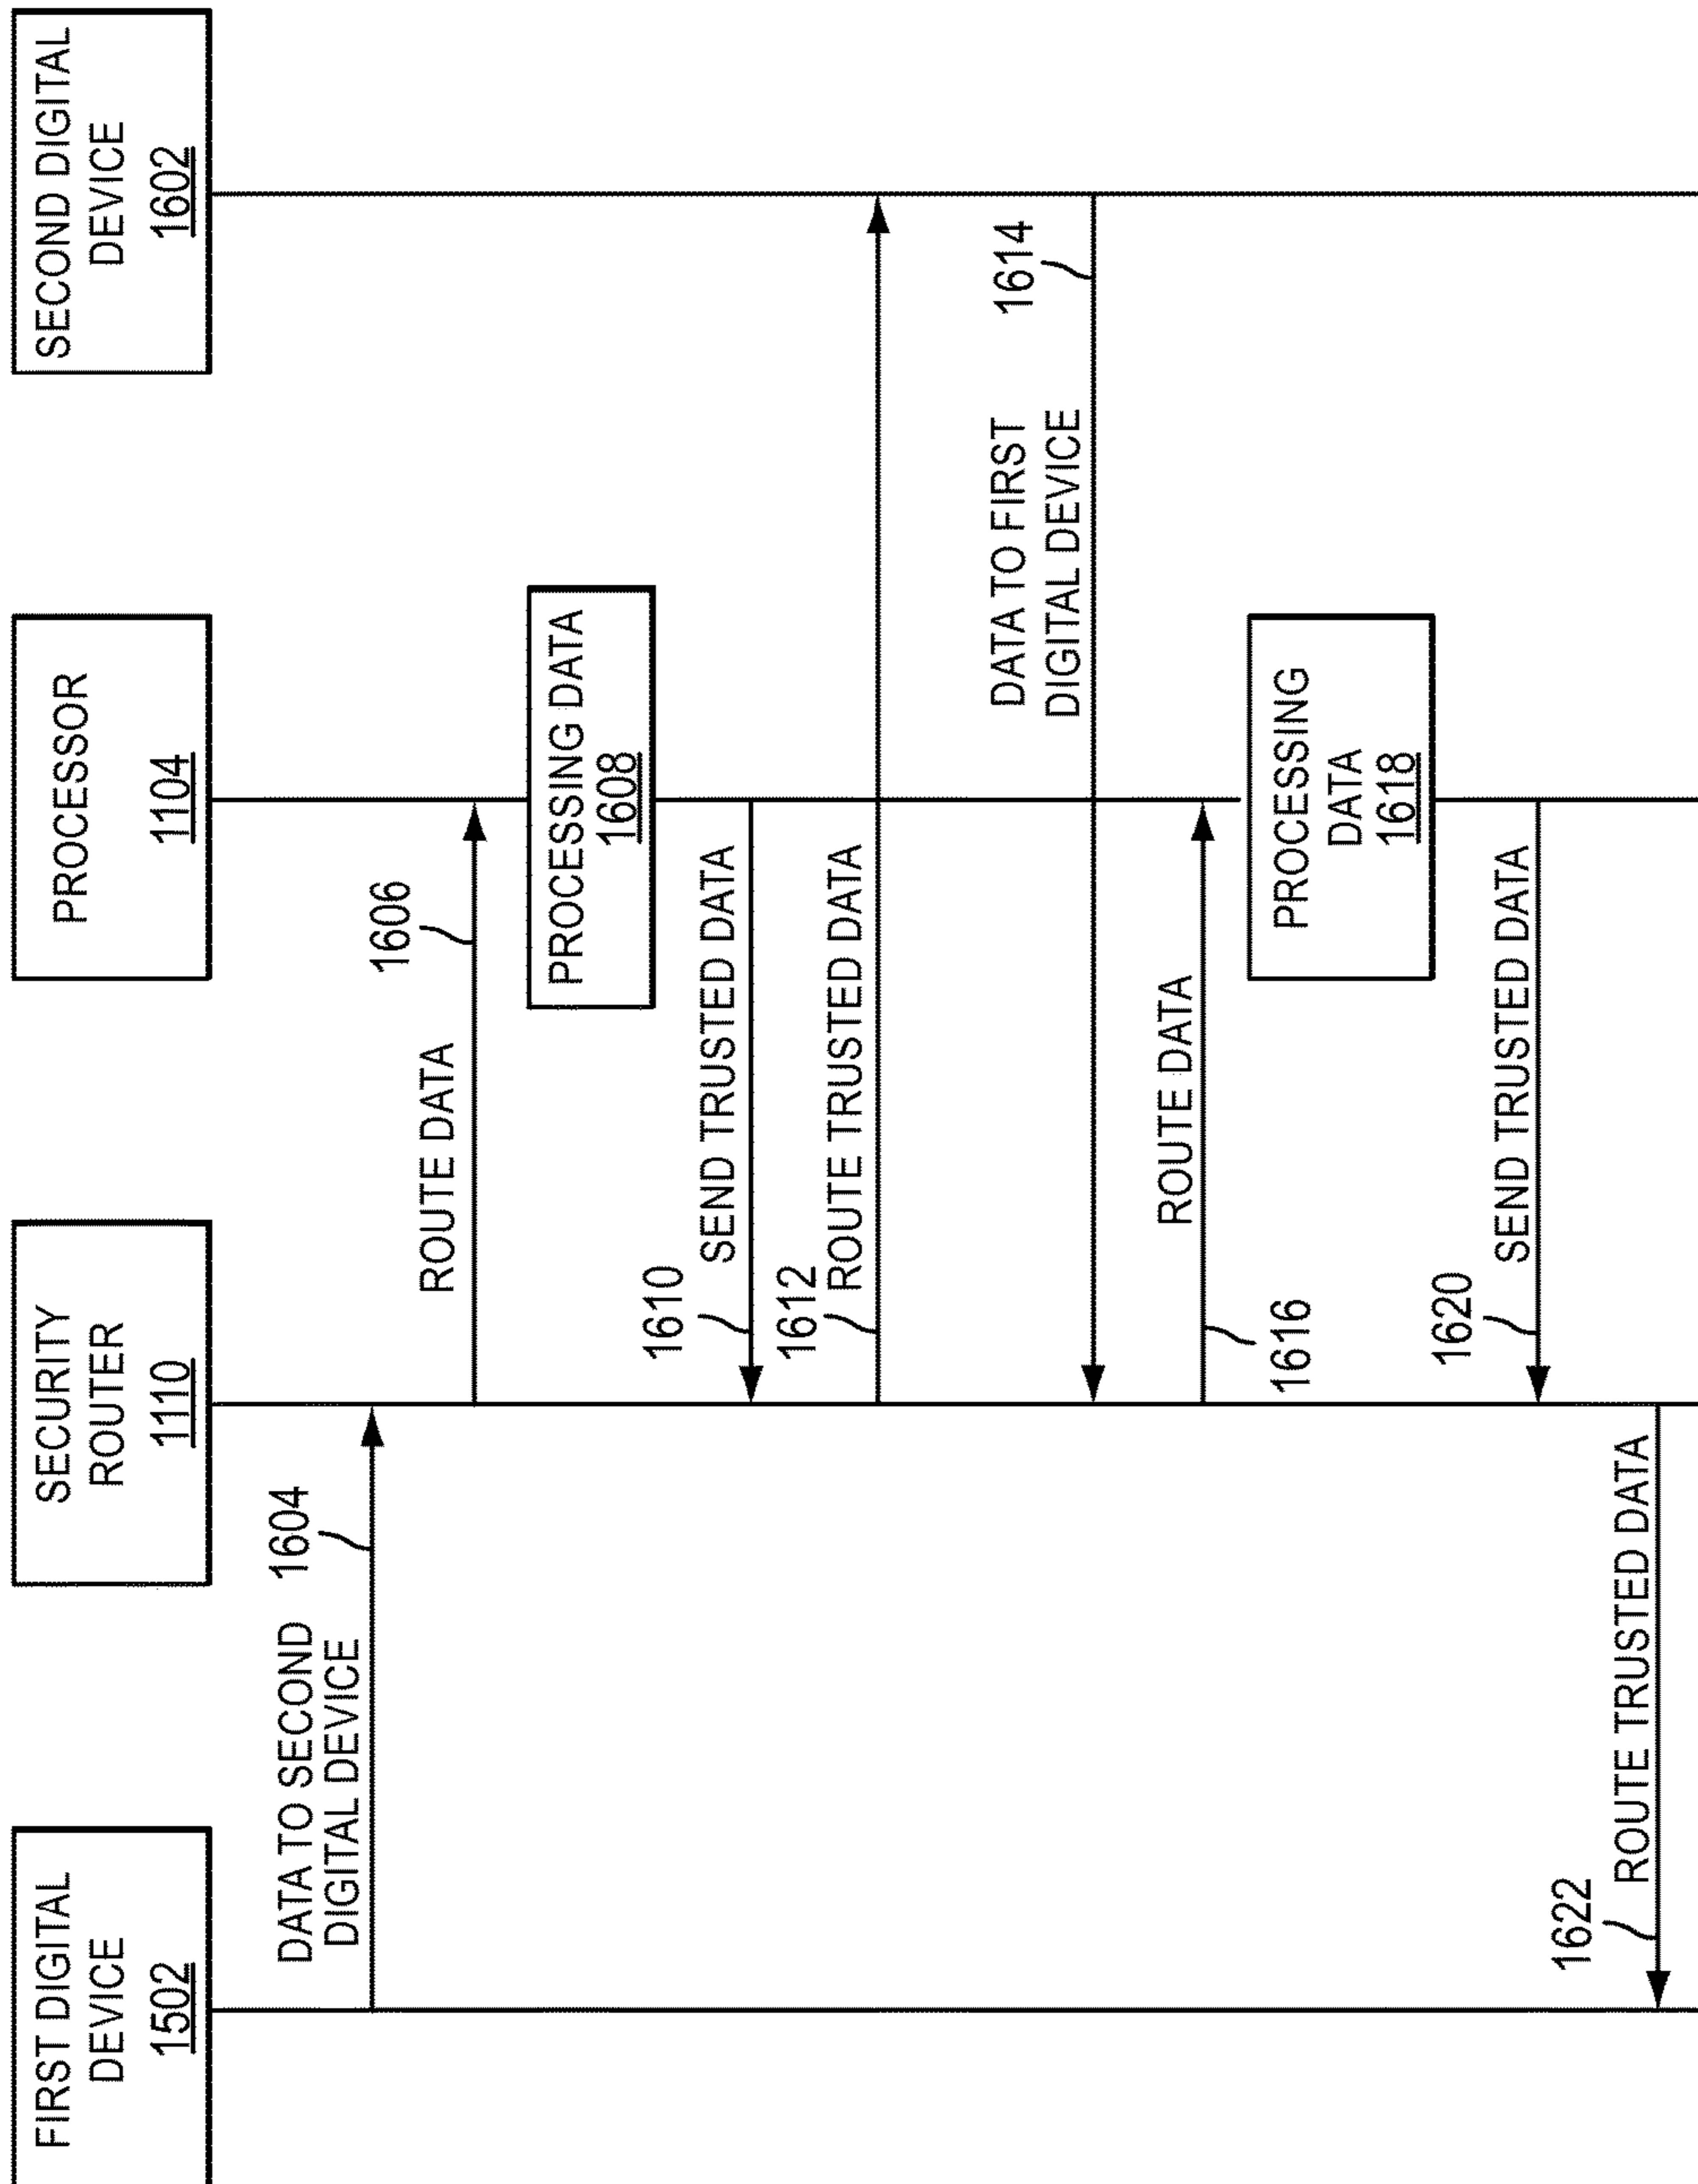 FIRST DIGITAL
DEVICE
1502
SECURITY
ROUTER
1110
PROCESSOR
1104
SECOND DIGITAL
DEVICE
1602
DATA TO SECOND
DIGITAL DEVICE
1604
ROUTE DATA
1606
PROCESSING DATA
1608
1610
SEND TRUSTED DATA
1612
ROUTE TRUSTED DATA
DATA TO FIRST
DIGITAL DEVICE
1614
ROUTE DATA
1616
PROCESSING
DATA
1618
1620
SEND TRUSTED DATA
1622
ROUTE TRUSTED DATA